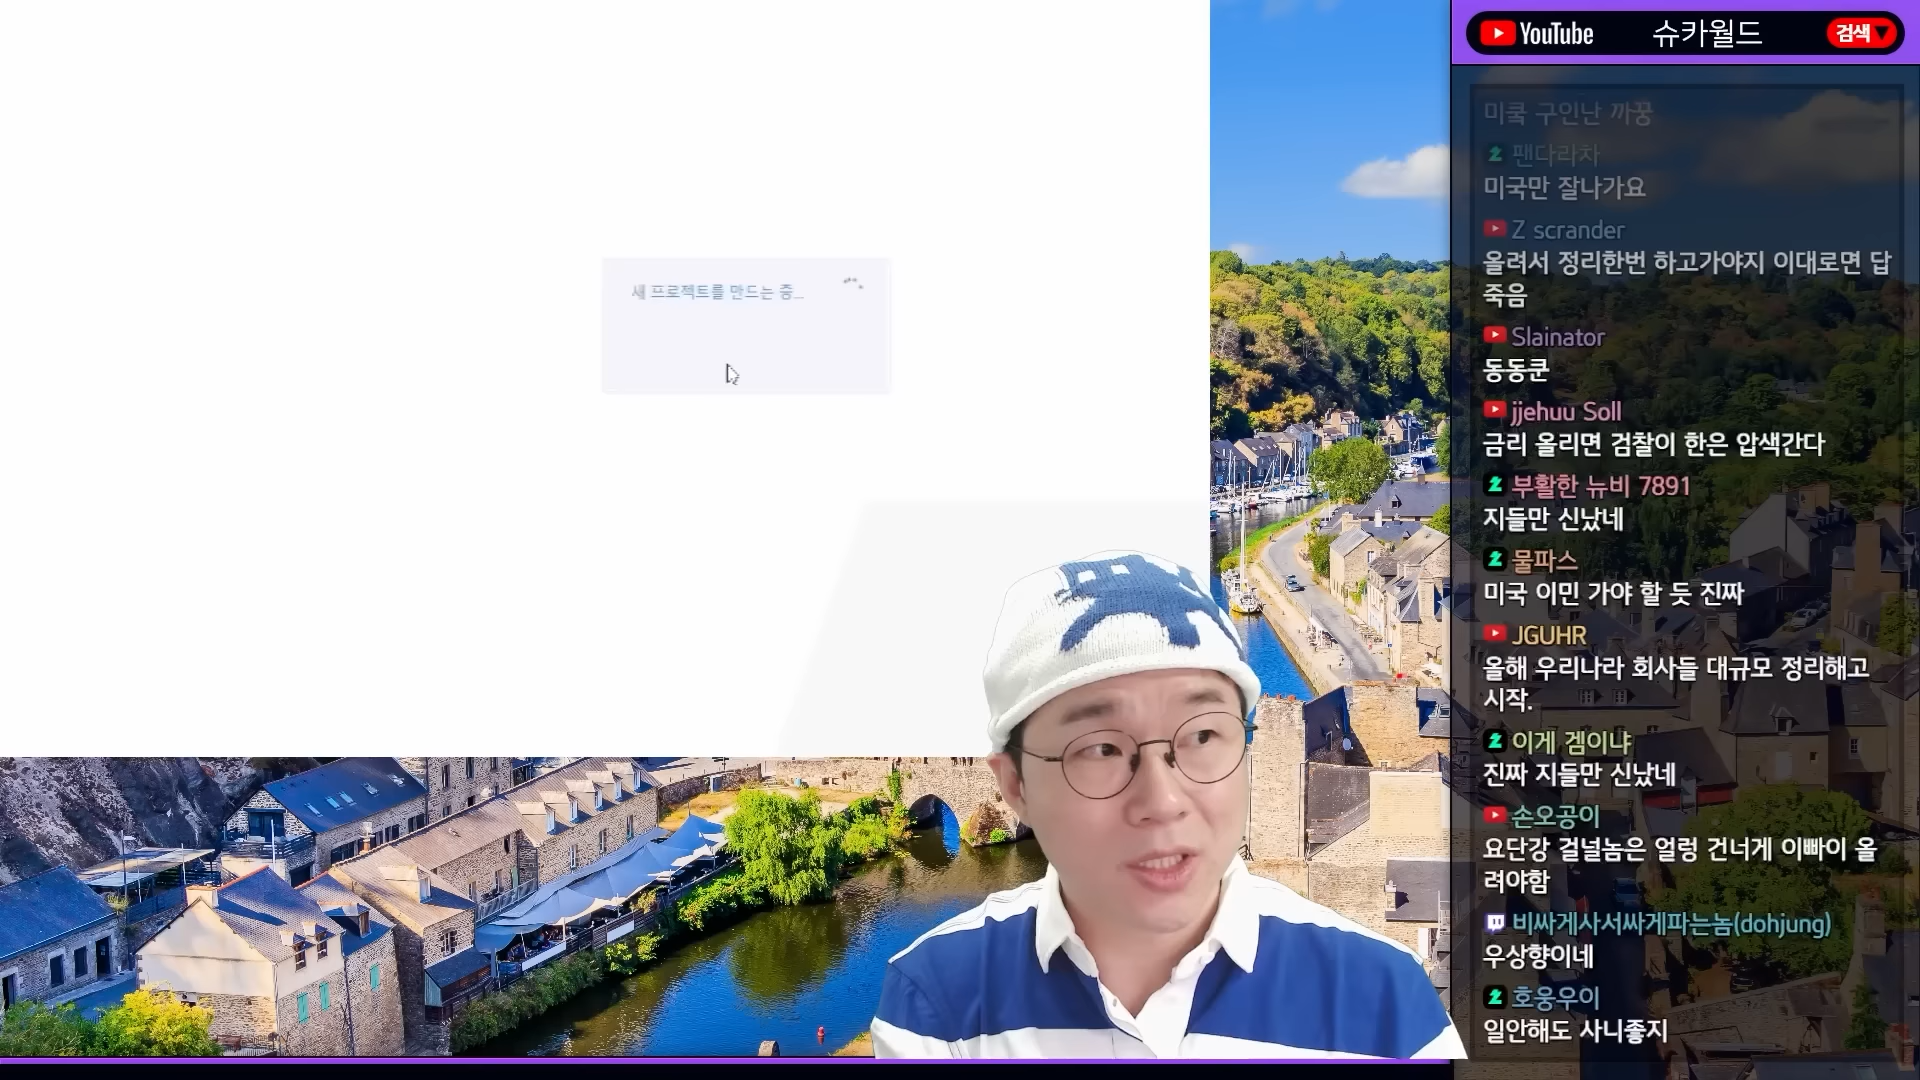 새 프로젝트를 만드는 중...
YouTube 슈카월드 검색
미국 구인난 까꿍
팬다라차
미국만 잘나가요
Z scrander
올려서 정리한번 하고가야지 이대로면 답
죽음
Slainator
동동쿤
jjehuu Soll
금리 올리면 검찰이 한은 압색간다
부활한 뉴비 7891
지들만 신났네
물파스
미국 이민 가야 할 듯 진짜
JGUHR
올해 우리나라 회사들 대규모 정리해고
시작.
이게 겜이냐
진짜 지들만 신났네
손오공이
요단강 걸널놈은 얼렁 건너게 이빠이 올
려야함
비싸게사서싸게파는놈(dohjung)
우상향이네
호웅우이
일안해도 사니좋지